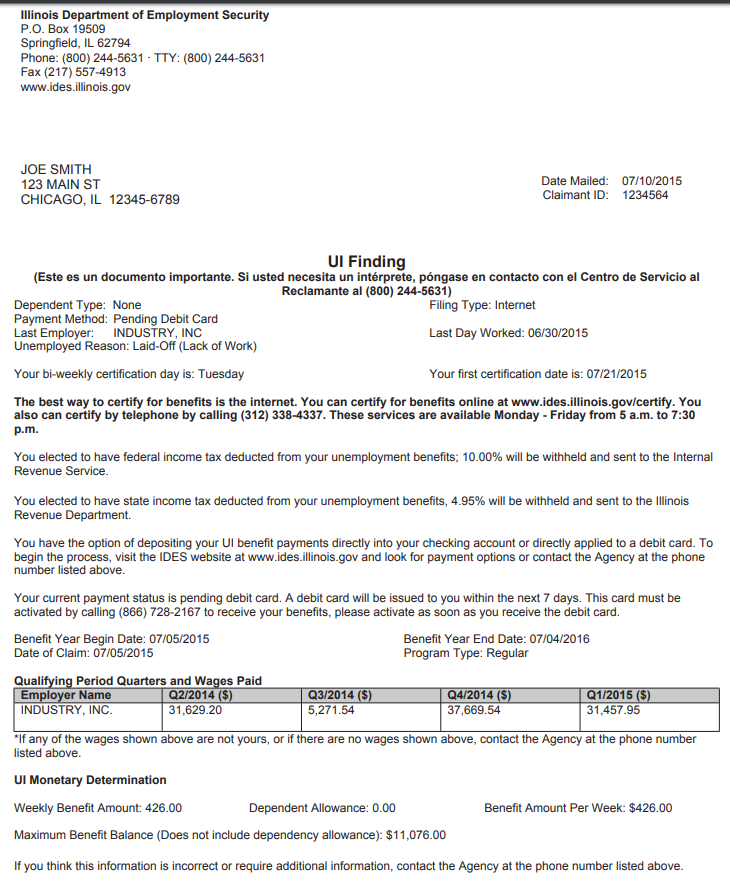 Illinois Department of Employment Security
P.O. Box 19509
Springfield, IL 62794
Phone: (800) 244-5631 · TTY: (800) 244-5631
Fax (217) 557-4913
www.ides.illinois.gov
JOE SMITH
123 MAIN ST
CHICAGO, IL 12345-6789
Date Mailed: 07/10/2015
Claimant ID: 1234564
UI Finding
(Este es un documento importante. Si usted necesita un intérprete, póngase en contacto con el Centro de Servicio al
Reclamante al (800) 244-5631)
Dependent Type: None Filing Type: Internet
Payment Method: Pending Debit Card
Last Employer: INDUSTRY, INC Last Day Worked: 06/30/2015
Unemployed Reason: Laid-Off (Lack of Work)
Your bi-weekly certification day is: Tuesday Your first certification date is: 07/21/2015
The best way to certify for benefits is the internet. You can certify for benefits online at www.ides.illinois.gov/certify. You
also can certify by telephone by calling (312) 338-4337. These services are available Monday - Friday from 5 a.m. to 7:30
p.m.
You elected to have federal income tax deducted from your unemployment benefits; 10.00% will be withheld and sent to the Internal
Revenue Service.
You elected to have state income tax deducted from your unemployment benefits, 4.95% will be withheld and sent to the Illinois
Revenue Department.
You have the option of depositing your UI benefit payments directly into your checking account or directly applied to a debit card. To
begin the process, visit the IDES website at www.ides.illinois.gov and look for payment options or contact the Agency at the phone
number listed above.
Your current payment status is pending debit card. A debit card will be issued to you within the next 7 days. This card must be
activated by calling (866) 728-2167 to receive your benefits, please activate as soon as you receive the debit card.
Benefit Year Begin Date: 07/05/2015 Benefit Year End Date: 07/04/2016
Date of Claim: 07/05/2015 Program Type: Regular
Qualifying Period Quarters and Wages Paid
Employer Name Q2/2014 ($) Q3/2014 ($) Q4/2014 ($) Q1/2015 ($)
INDUSTRY, INC. 31,629.20 5,271.54 37,669.54 31,457.95
*If any of the wages shown above are not yours, or if there are no wages shown above, contact the Agency at the phone number
listed above.
UI Monetary Determination
Weekly Benefit Amount: 426.00 Dependent Allowance: 0.00 Benefit Amount Per Week: $426.00
Maximum Benefit Balance (Does not include dependency allowance): $11,076.00
If you think this information is incorrect or require additional information, contact the Agency at the phone number listed above.